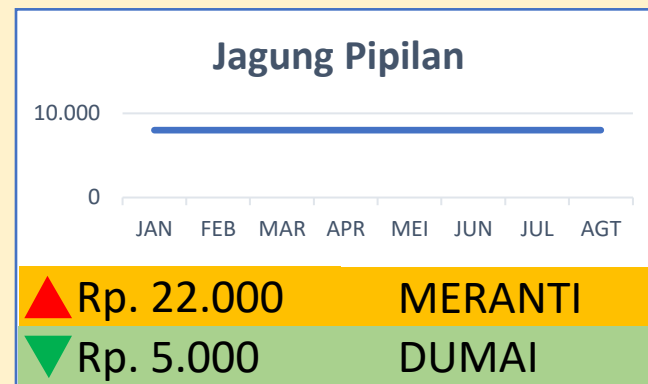 Jagung Pipilan
10.000
0
JAN FEB MAR APR MEI JUN JUL AGT
Rp. 22.000 MERANTI
Rp. 5.000 DUMAI